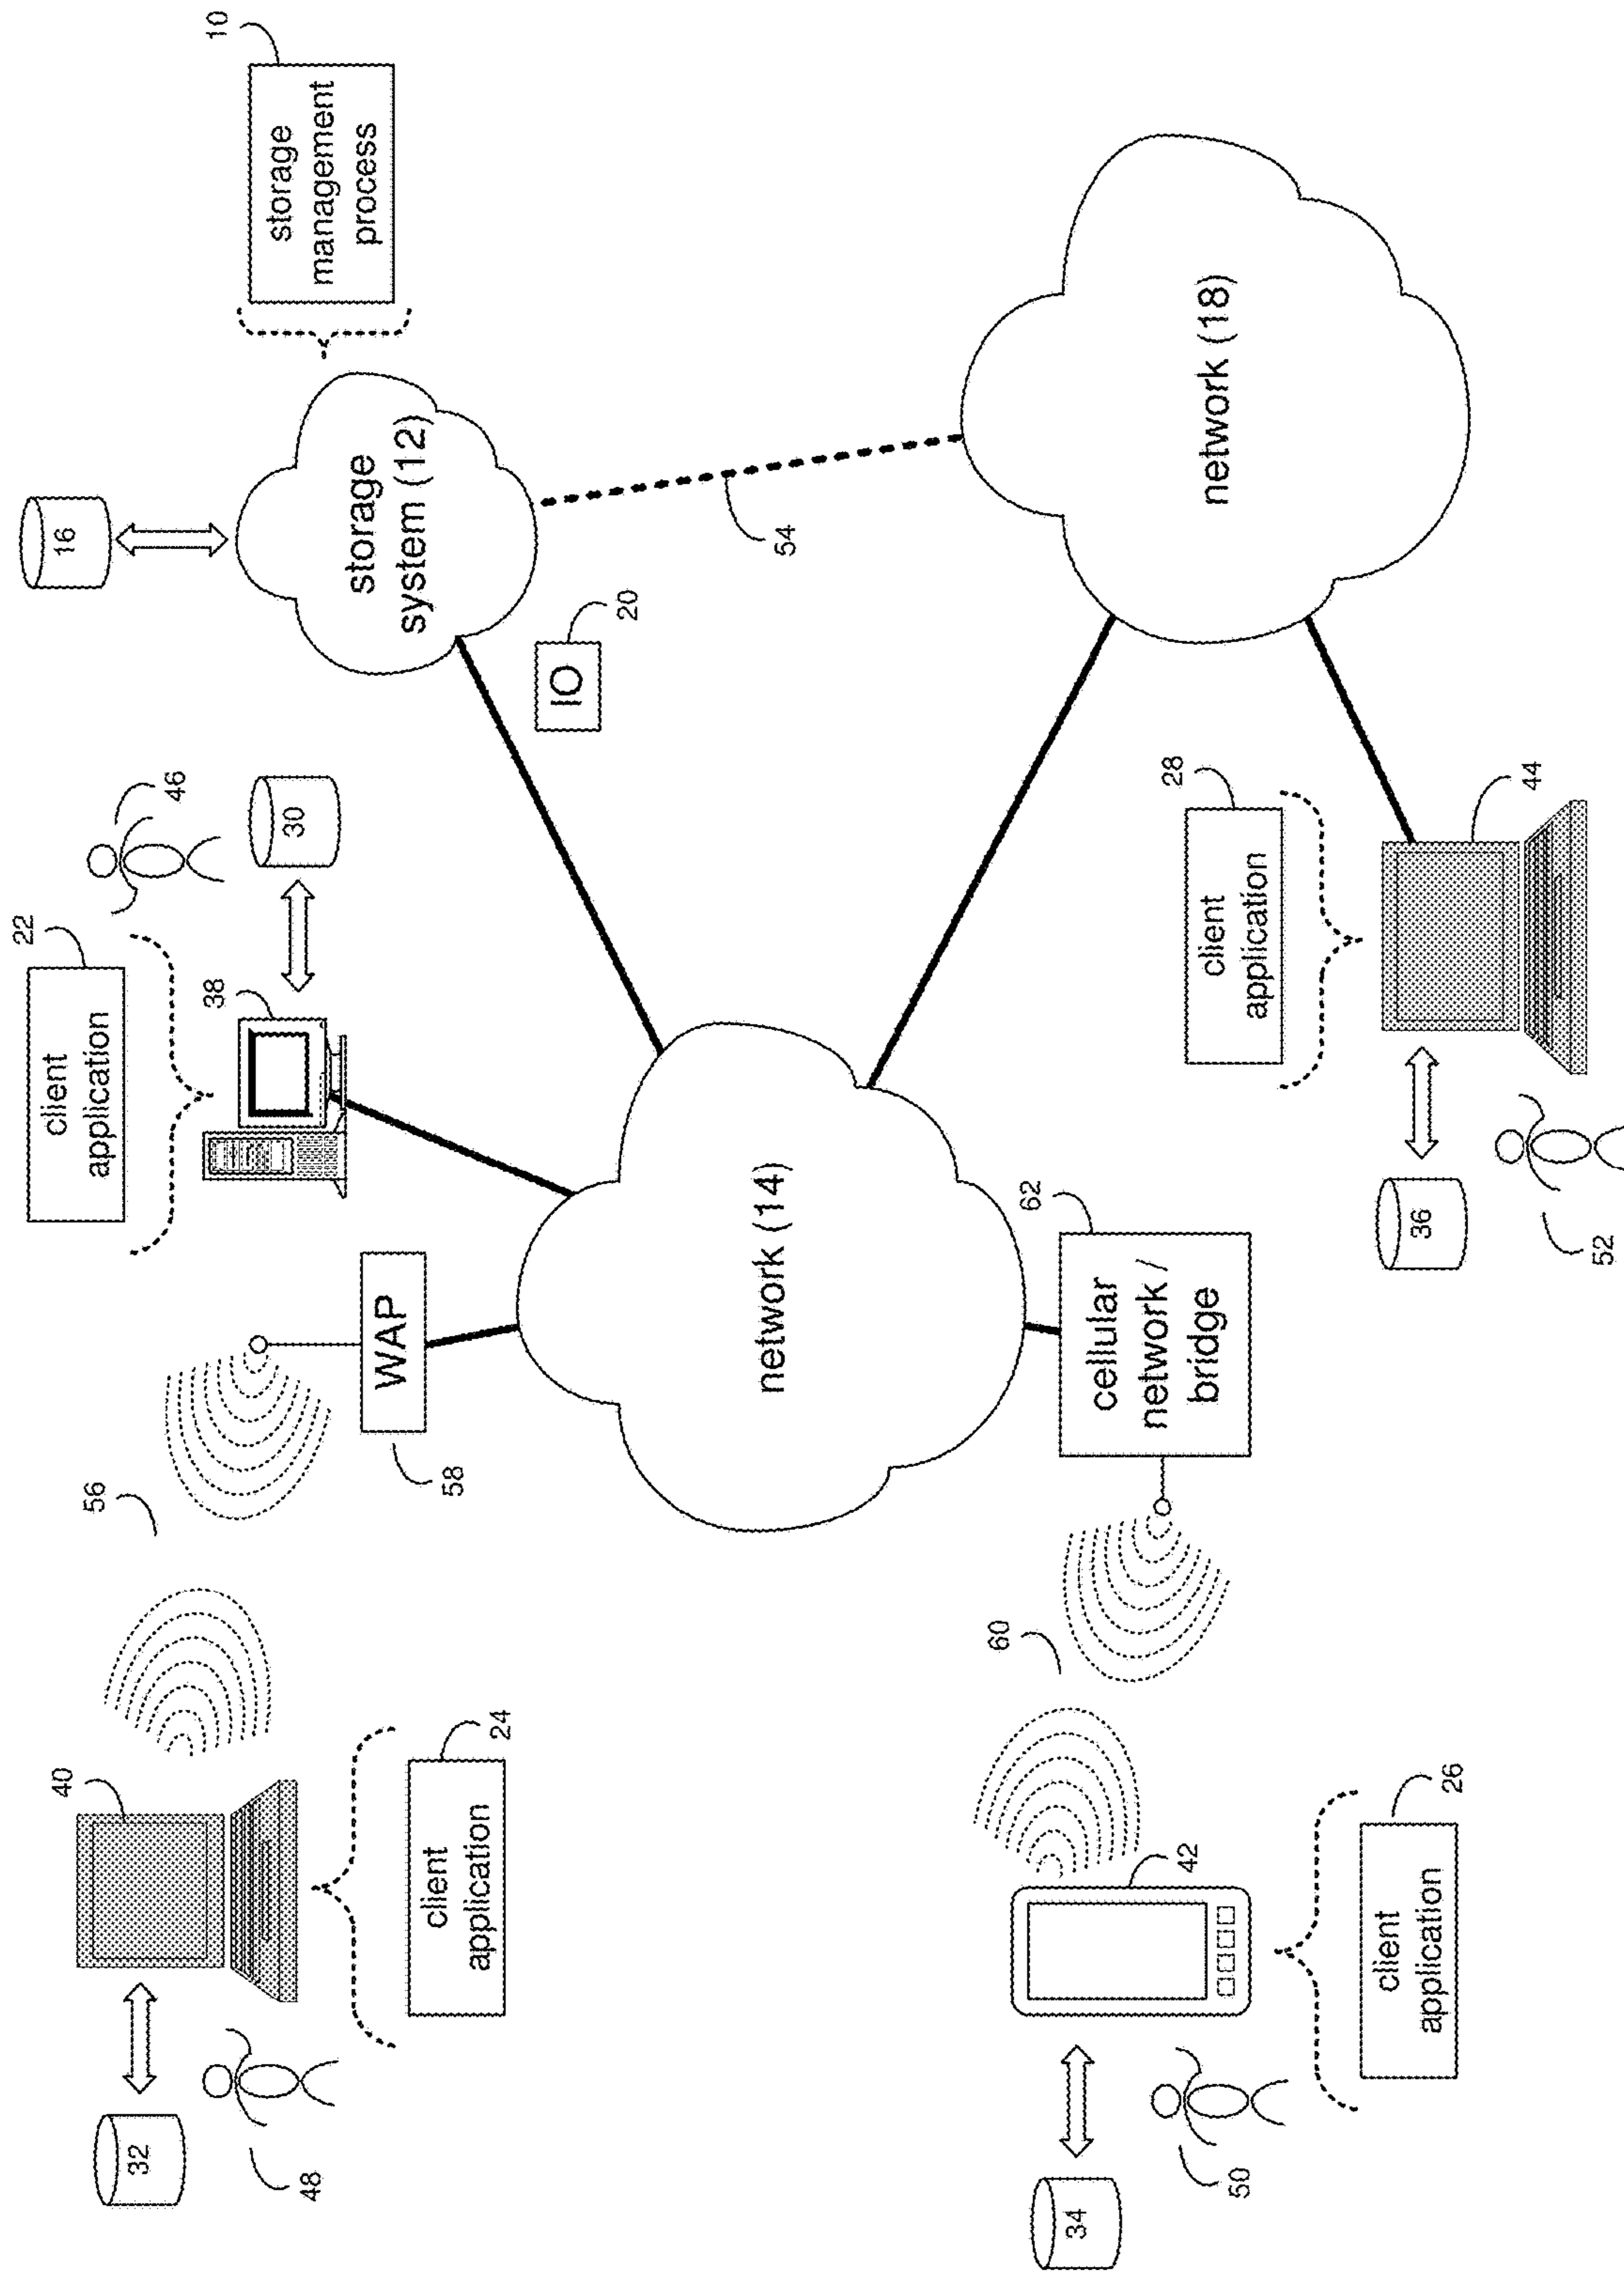 22
16
client
application
40
56
32
46
10
38
storage
management
process
30
48
storage
system (12)
WAP
client
application
58
24
IO
20
network (14)
54
60
62
34
cellular
network /
bridge
42
28
network (18)
client
application
50
client
application
36
26
44
52